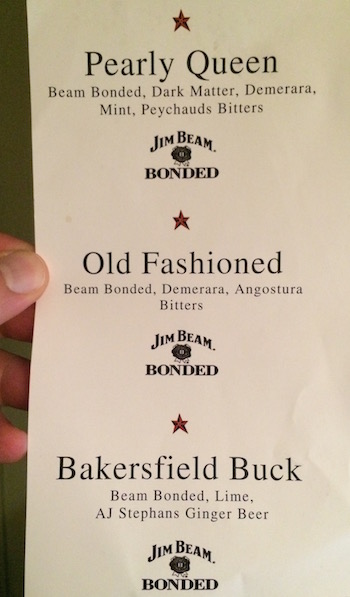 Pearly Queen
Beam Bonded, Dark Matter, Demerara,
Mint, Peychauds Bitters
JIM BEAM.
BONDED
Old Fashioned
Beam Bonded, Demerara, Angostura
Bitters
JIM BEAM.
BONDED
Bakersfield Buck
Beam Bonded, Lime,
AJ Stephans Ginger Beer
JIM BEAM.
BONDED